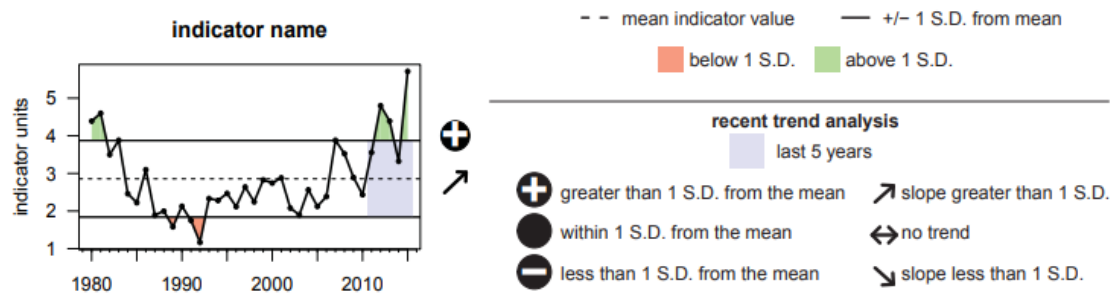 indicator name
indicator units
5
4
3
2
1
1980
1990
2000
2010
mean indicator value
+/− 1 S.D. from mean
below 1 S.D.
above 1 S.D.
recent trend analysis
last 5 years
greater than 1 S.D. from the mean
slope greater than 1 S.D.
within 1 S.D. from the mean
no trend
less than 1 S.D. from the mean
slope less than 1 S.D.